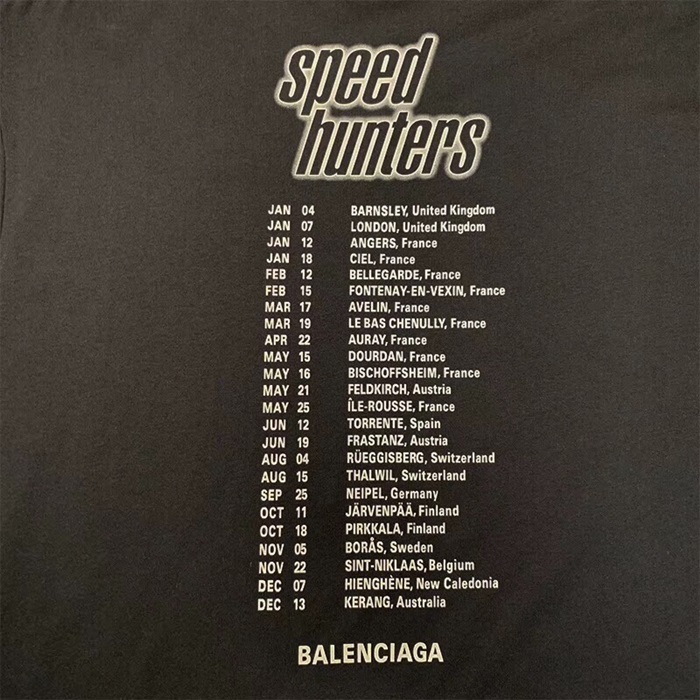 speed
hunters
JAN 04 BARNSLEY, United Kingdom
JAN 07 LONDON, United Kingdom
JAN 12 ANGERS, France
JAN 18 CIEL, France
FEB 12 BELLEGARDE, France
FEB 15 FONTENAY-EN-VEXIN, France
MAR 17 AVELIN, France
MAR 19 LE BAS CHENULLY, France
APR 22 AURAY, France
MAY 15 DOURDAN, France
MAY 16 BISCHOFFSHEIM, France
MAY 21 FELDKIRCH, Austria
MAY 25 ÎLE-ROUSSE, France
JUN 12 TORRENTE, Spain
JUN 19 FRASTANZ, Austria
AUG 04 RÜEGGISBERG, Switzerland
AUG 15 THALWIL, Switzerland
SEP 25 NEIPEL, Germany
OCT 11 JÄRVENPÄÄ, Finland
OCT 18 PIRKKALA, Finland
NOV 05 BORÅS, Sweden
NOV 22 SINT-NIKLAAS, Belgium
DEC 07 HIENGHÈNE, New Caledonia
DEC 13 KERANG, Australia
BALENCIAGA